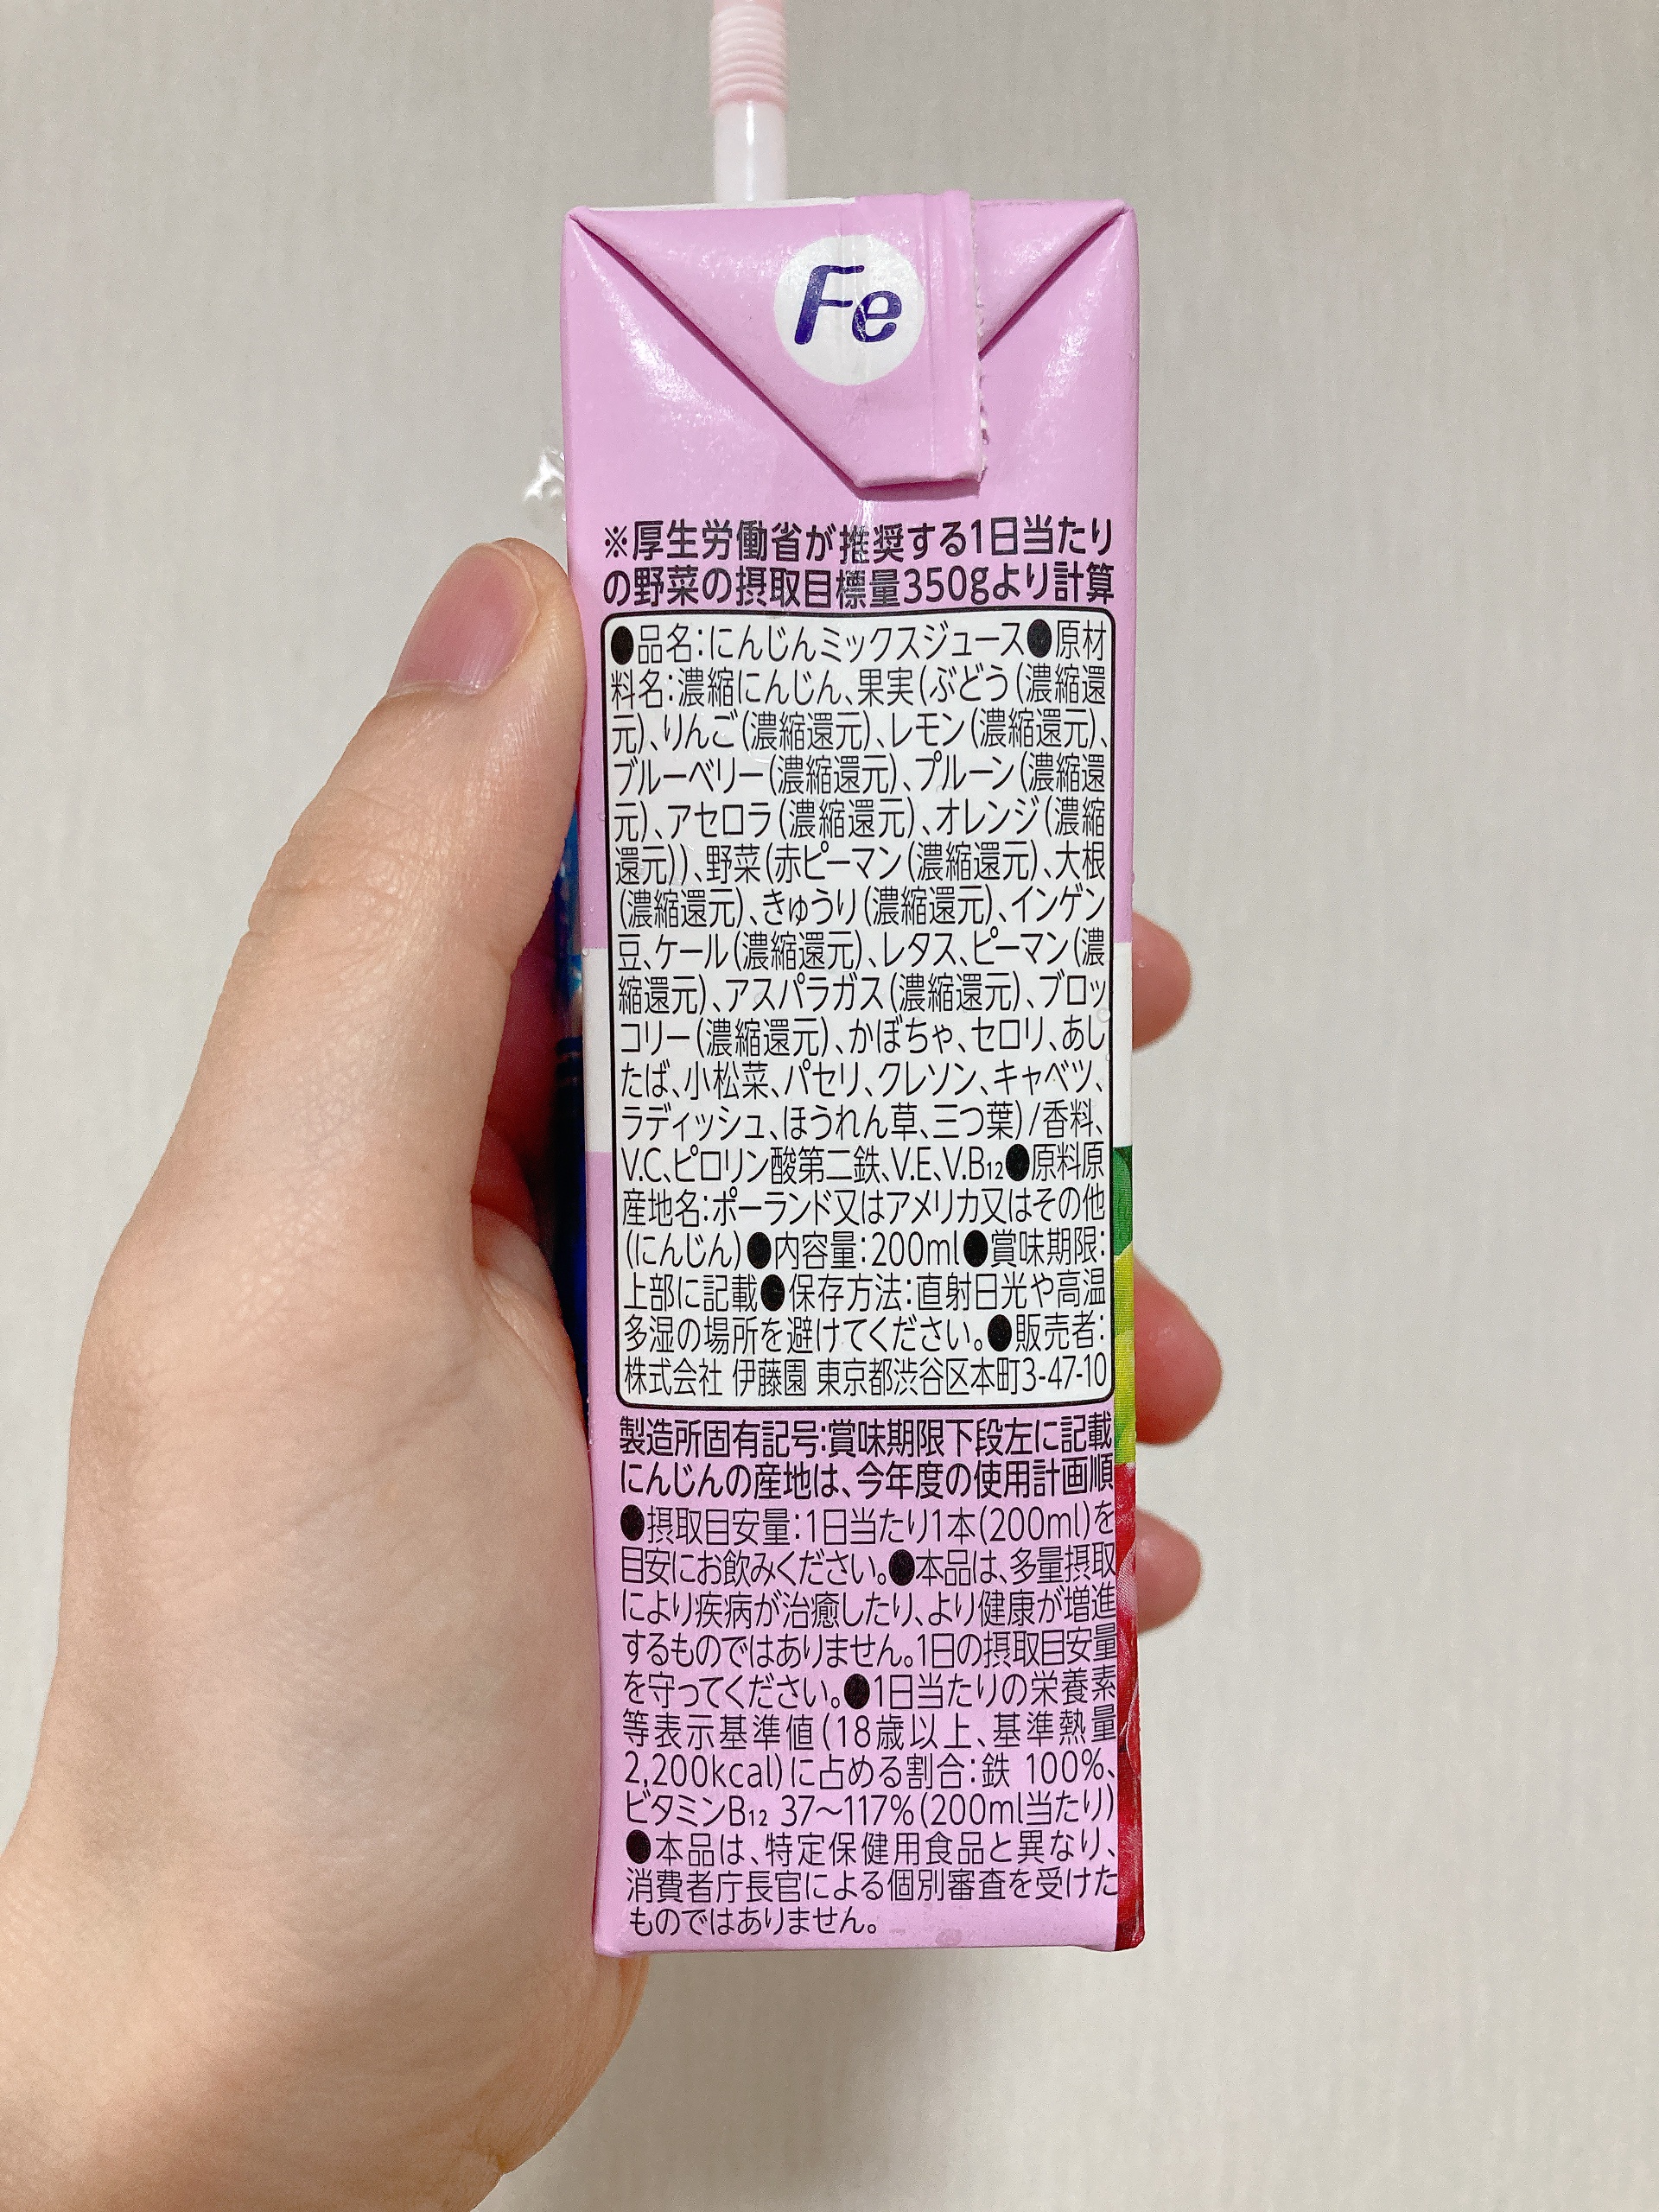 Fe
※厚生労働省が推奨する1日当たり
の野菜の摂取目標量350gより計算
●品名:にんじんミックスジュース●原材
料名:濃縮にんじん、果実(ぶどう(濃縮還
元)、りんご(濃縮還元)、レモン(濃縮還元)、
ブルーベリー(濃縮還元)、プルーン(濃縮還
元)、アセロラ(濃縮還元)、オレンジ(濃縮
還元))、野菜(赤ピーマン(濃縮還元)、大根
(濃縮還元)、きゅうり(濃縮還元)、インゲン
豆、ケール(濃縮還元)、レタス、ピーマン(濃
縮還元)、アスパラガス(濃縮還元)、ブロッ
コリー(濃縮還元)、かぼちゃ、セロリ、あし
たば、小松菜、パセリ、クレソン、キャベツ、
ラディッシュ、ほうれん草、三つ葉)/香料、
V.C、ピロリン酸第二鉄、V.E、V.B₁₂●原料原
産地名:ポーランド又はアメリカ又はその他
(にんじん)●内容量:200ml●賞味期限:
上部に記載●保存方法:直射日光や高温
多湿の場所を避けてください。●販売者:
株式会社 伊藤園 東京都渋谷区本町3-47-10
製造所固有記号:賞味期限下段左に記載
にんじんの産地は、今年度の使用計画順
●摂取目安量:1日当たり1本(200ml)を
目安にお飲みください。●本品は、多量摂取
により疾病が治癒したり、より健康が増進
するものではありません。1日の摂取目安量
を守ってください。●1日当たりの栄養素
等表示基準値(18歳以上、基準熱量
2,200kcal)に占める割合:鉄 100%、
ビタミンB₁₂ 37～117%(200ml当たり)
●本品は、特定保健用食品と異なり、
消費者庁長官による個別審査を受けた
ものではありません。